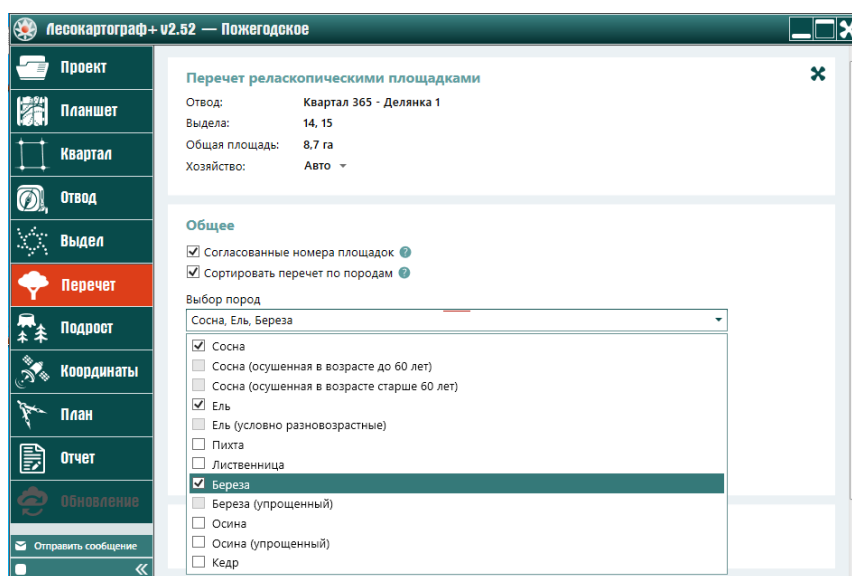 Лесокартограф+ v2.52 — Пожегодское
Проект
Планшет
Квартал
Отвод
Выдел
Перечет
Подрост
Координаты
План
Отчет
Обновление
Отправить сообщение
Перечет реласкопическими площадками
Отвод: Квартал 365 - Делянка 1
Выдела: 14, 15
Общая площадь: 8,7 га
Хозяйство: Авто
Общее
Согласованные номера площадок ?
Сортировать перечет по породам ?
Выбор пород
Сосна, Ель, Береза
Сосна
Сосна (осушенная в возрасте до 60 лет)
Сосна (осушенная в возрасте старше 60 лет)
Ель
Ель (условно разновозрастные)
Пихта
Лиственница
Береза
Береза (упрощенный)
Осина
Осина (упрощенный)
Кедр